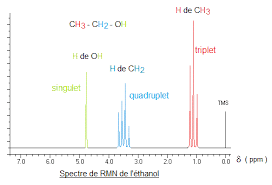 H de CH3
CH3 - CH2 - OH
triplet
H de OH
H de CH2
singulet
quadruplet
TMS
7.0 6.0 5.0 4.0 3.0 2.0 1.0 0.0 δ ( ppm )
Spectre de RMN de l'éthanol